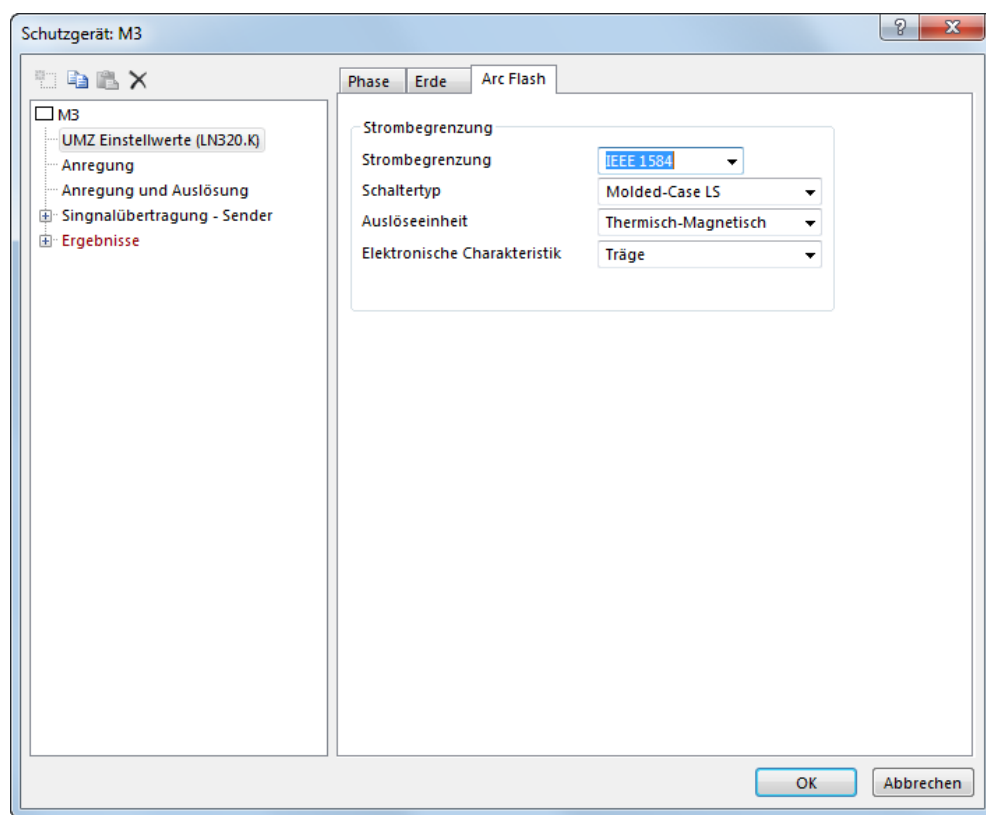 Schutzgerät: M3
Phase Erde Arc Flash
M3
UMZ Einstellwerte (LN320.K)
Anregung
Anregung und Auslösung
Singnalübertragung - Sender
Ergebnisse
Strombegrenzung
Strombegrenzung IEEE 1584
Schaltertyp Molded-Case LS
Auslöseeinheit Thermisch-Magnetisch
Elektronische Charakteristik Träge
OK Abbrechen